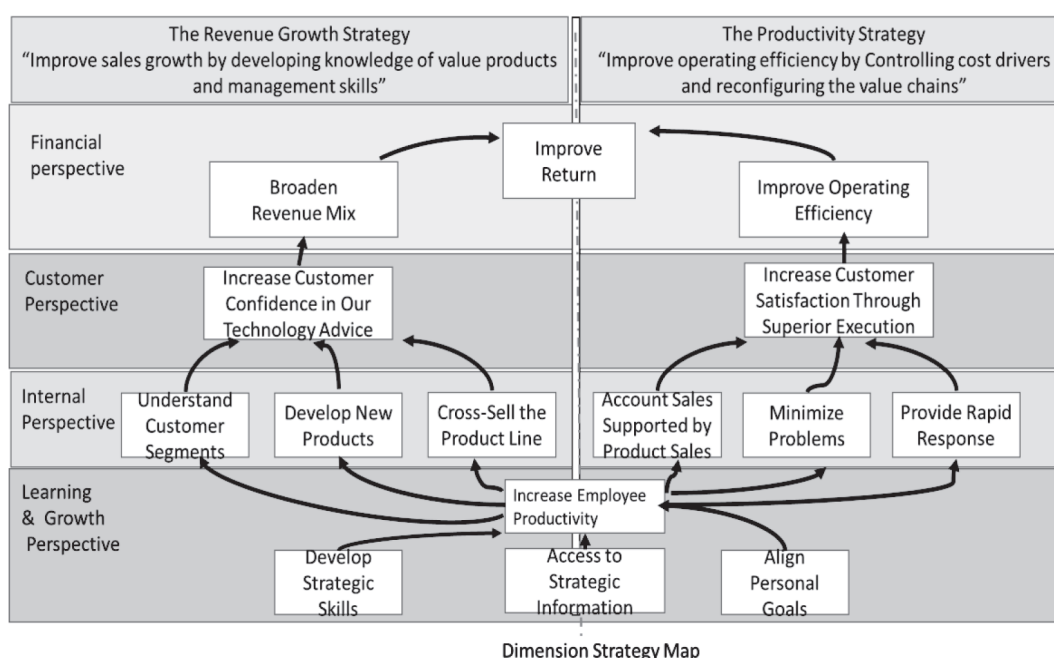 The Revenue Growth Strategy
“Improve sales growth by developing knowledge of value products
and management skills”
The Productivity Strategy
“Improve operating efficiency by Controlling cost drivers
and reconfiguring the value chains”
Financial
perspective
Improve
Return
Broaden
Revenue Mix
Improve Operating
Efficiency
Customer
Perspective
Increase Customer
Confidence in Our
Technology Advice
Increase Customer
Satisfaction Through
Superior Execution
Internal
Perspective
Understand
Customer
Segments
Develop New
Products
Cross-Sell the
Product Line
Account Sales
Supported by
Product Sales
Minimize
Problems
Provide Rapid
Response
Learning
& Growth
Perspective
Increase Employee
Productivity
Develop
Strategic
Skills
Access to
Strategic
Information
Align
Personal
Goals
Dimension Strategy Map